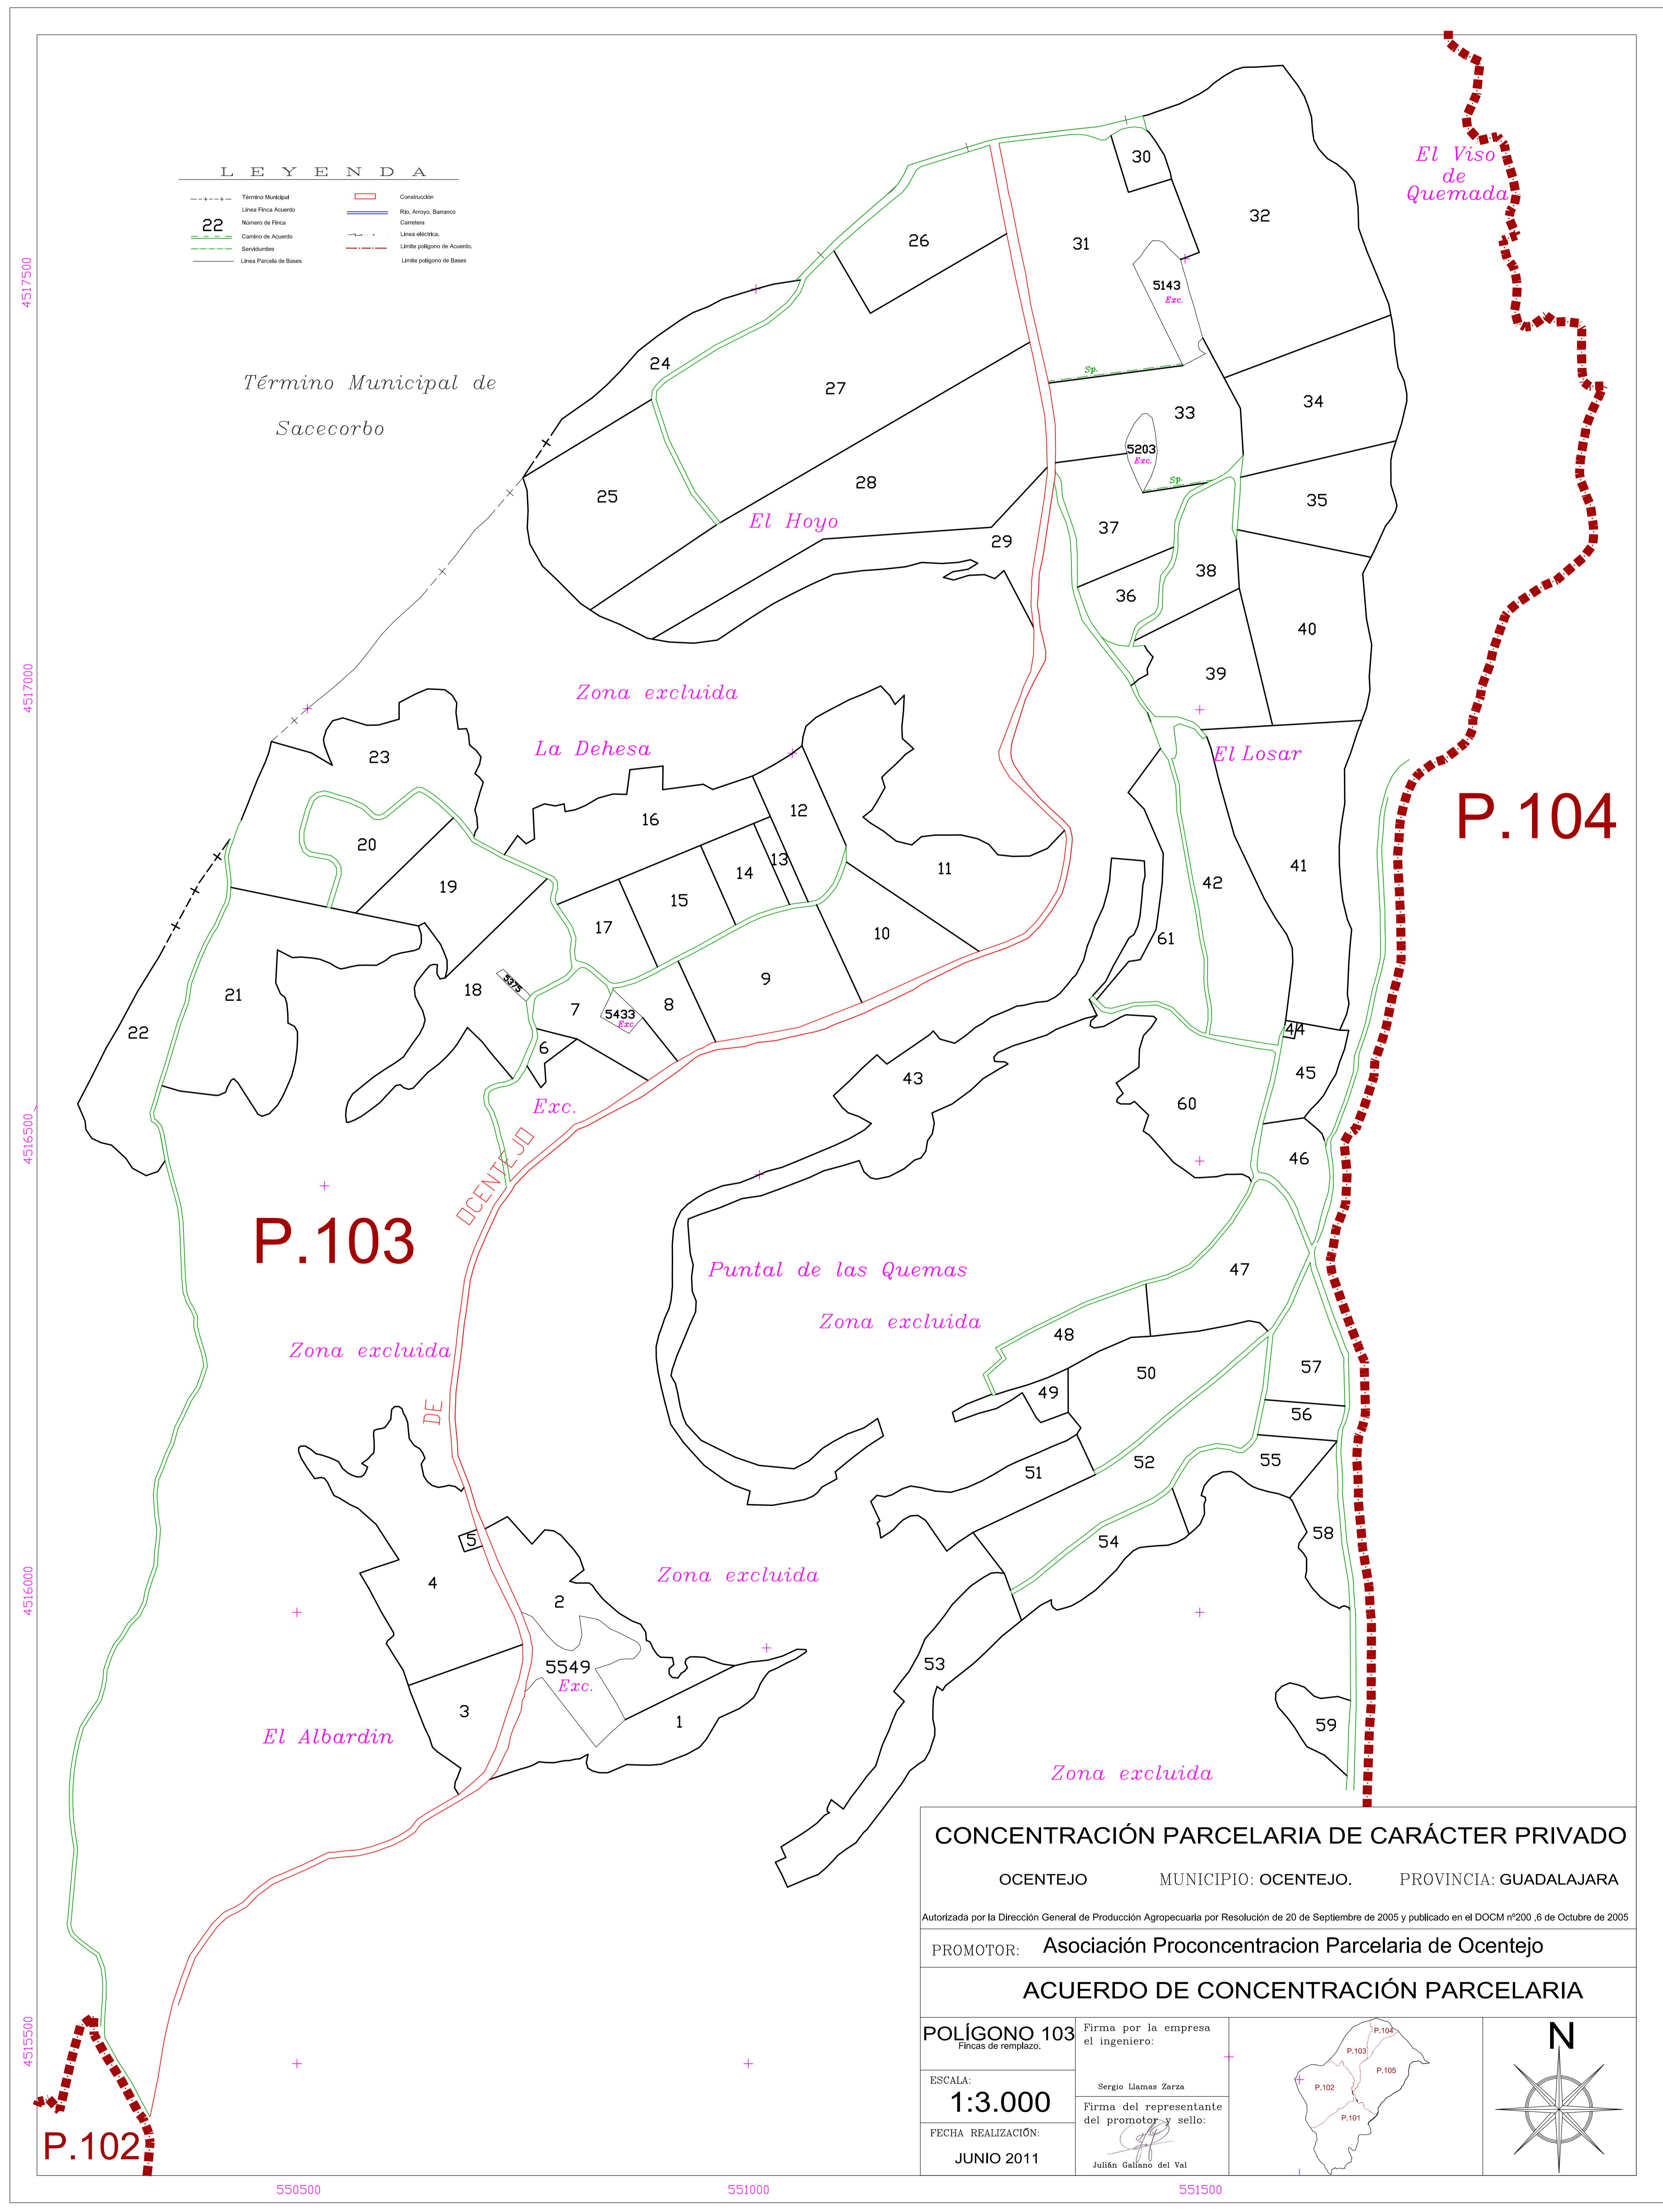 L E Y E N D A
Término Municipal
Línea Finca Acuerdo
22 Número de Finca
Camino de Acuerdo
Servidumbre
Línea Parcela de Bases
Construcción
Río, Arroyo, Barranco
Carretera
Línea eléctrica.
Límite polígono de Acuerdo.
Límite polígono de Bases
El Viso
de
Quemada
30
32
26
31
5143
Exc.
4517500
24
Sp.
Término Municipal de
27
34
Sacecorbo
33
5203
Exc.
28
Sp.
25
35
El Hoyo
37
29
38
36
40
39
4517000
Zona excluida
La Dehesa
El Losar
23
P.104
12
16
20
13
14
11
41
19
42
15
17
10
61
9
5375
18
21
7
8
5433
Exc.
22
44
6
43
45
60
Exc.
4516500
46
OCENTEJO
P.103
Puntal de las Quemas
47
Zona excluida
48
Zona excluida
57
50
49
DE
56
52
55
51
5
58
54
Zona excluida
4
4516000
2
53
5549
Exc.
3
1
59
El Albardin
Zona excluida
CONCENTRACIÓN PARCELARIA DE CARÁCTER PRIVADO
OCENTEJO MUNICIPIO: OCENTEJO. PROVINCIA: GUADALAJARA
Autorizada por la Dirección General de Producción Agropecuaria por Resolución de 20 de Septiembre de 2005 y publicado en el DOCM nº200 ,6 de Octubre de 2005
PROMOTOR: Asociación Proconcentracion Parcelaria de Ocentejo
ACUERDO DE CONCENTRACIÓN PARCELARIA
POLÍGONO 103
Fincas de remplazo.
ESCALA:
1:3.000
FECHA REALIZACIÓN:
JUNIO 2011
Firma por la empresa
el ingeniero:
Sergio Llamas Zarza
Firma del representante
del promotor y sello:
Julián Galiano del Val
P.104
P.103
P.105
P.102
P.101
N
4515500
P.102
550500
551000
551500